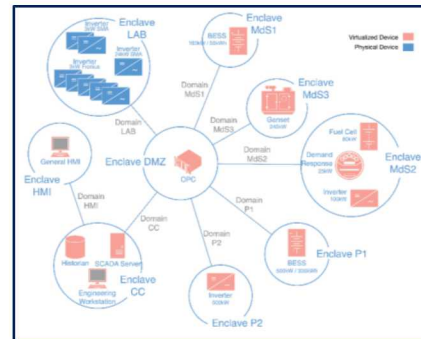 Enclave
LAB
Inverter
Inverter
Inverter
Domain
LAB
BESS
Enclave
MdS1
Domain
MdS1
Virtualized Device
Physical Device
Enclave
MdS3
Genset
Domain
MdS3
Fuel Cell
Demand
Response
Inverter
Enclave
MdS2
Domain
MdS2
General HMI
Enclave
HMI
Domain
HMI
Enclave DMZ
OPC
Domain
CC
Domain
P2
Domain
P1
BESS
Enclave P1
Historian
SCADA Server
Engineering
Workstation
Enclave
CC
Inverter
Enclave P2